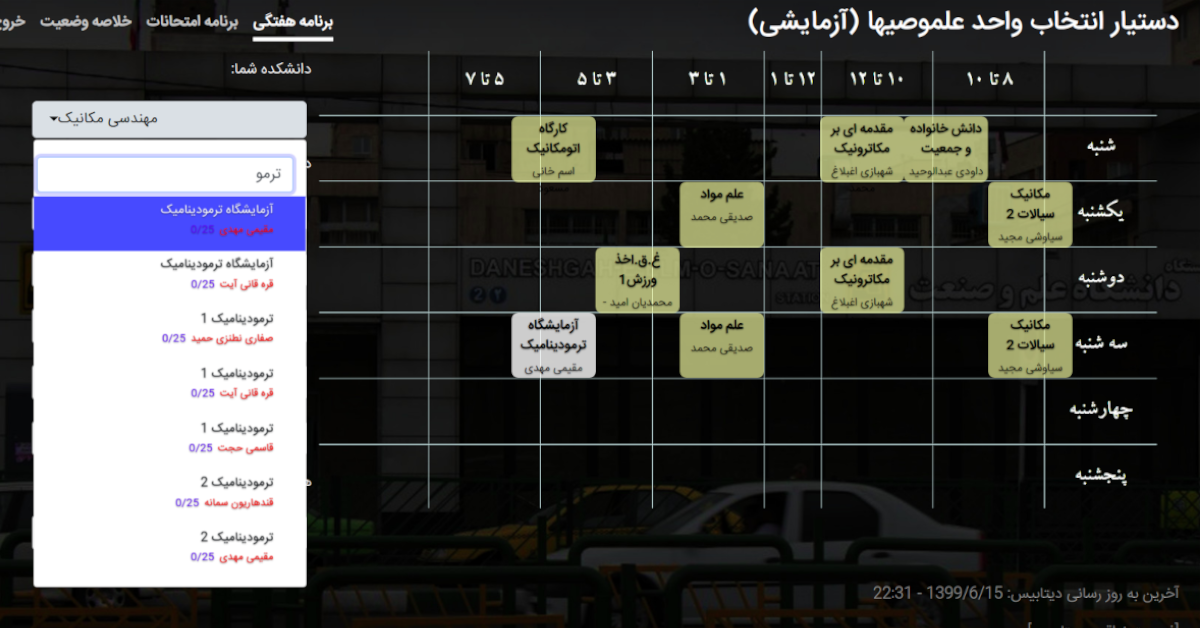 دستیار انتخاب واحد علموصیها (آزمایشی)
برنامه هفتگی
برنامه امتحانات
خلاصه وضعیت
دانشکده شما:
مهندسی مکانیک
ترمو
آزمایشگاه ترمودینامیک
مقیمی مهدی 0/25
آزمایشگاه ترمودینامیک
قره قانی آیت 0/25
ترمودینامیک 1
صفاری نطنزی حمید 0/25
ترمودینامیک 1
قره قانی آیت 0/25
ترمودینامیک 1
قاسمی حجت 0/25
ترمودینامیک 2
قندهاریون سمانه 0/25
ترمودینامیک 2
مقیمی مهدی 0/25
۸ تا ۱۰
۱۰ تا ۱۲
۱۲ تا ۱
۱ تا ۳
۳ تا ۵
۵ تا ۷
شنبه
دانش خانواده
و جمعیت
داودی عبدالوحید
مقدمه ای بر
مکاترونیک
شهبازی اغبلاغ
کارگاه
اتومکانیک
اسم خانی
یکشنبه
مکانیک
سیالات 2
سیاوشی مجید
علم مواد
صدیقی محمد
دوشنبه
مقدمه ای بر
مکاترونیک
شهبازی اغبلاغ
غ.ق.اخذ
ورزش1
محمدیان امید -
سه شنبه
مکانیک
سیالات 2
سیاوشی مجید
علم مواد
صدیقی محمد
آزمایشگاه
ترمودینامیک
مقیمی مهدی
چهارشنبه
پنجشنبه
دانشگاه علم و صنعت
آخرین به روز رسانی دیتابیس: 1399/6/15 - 22:31